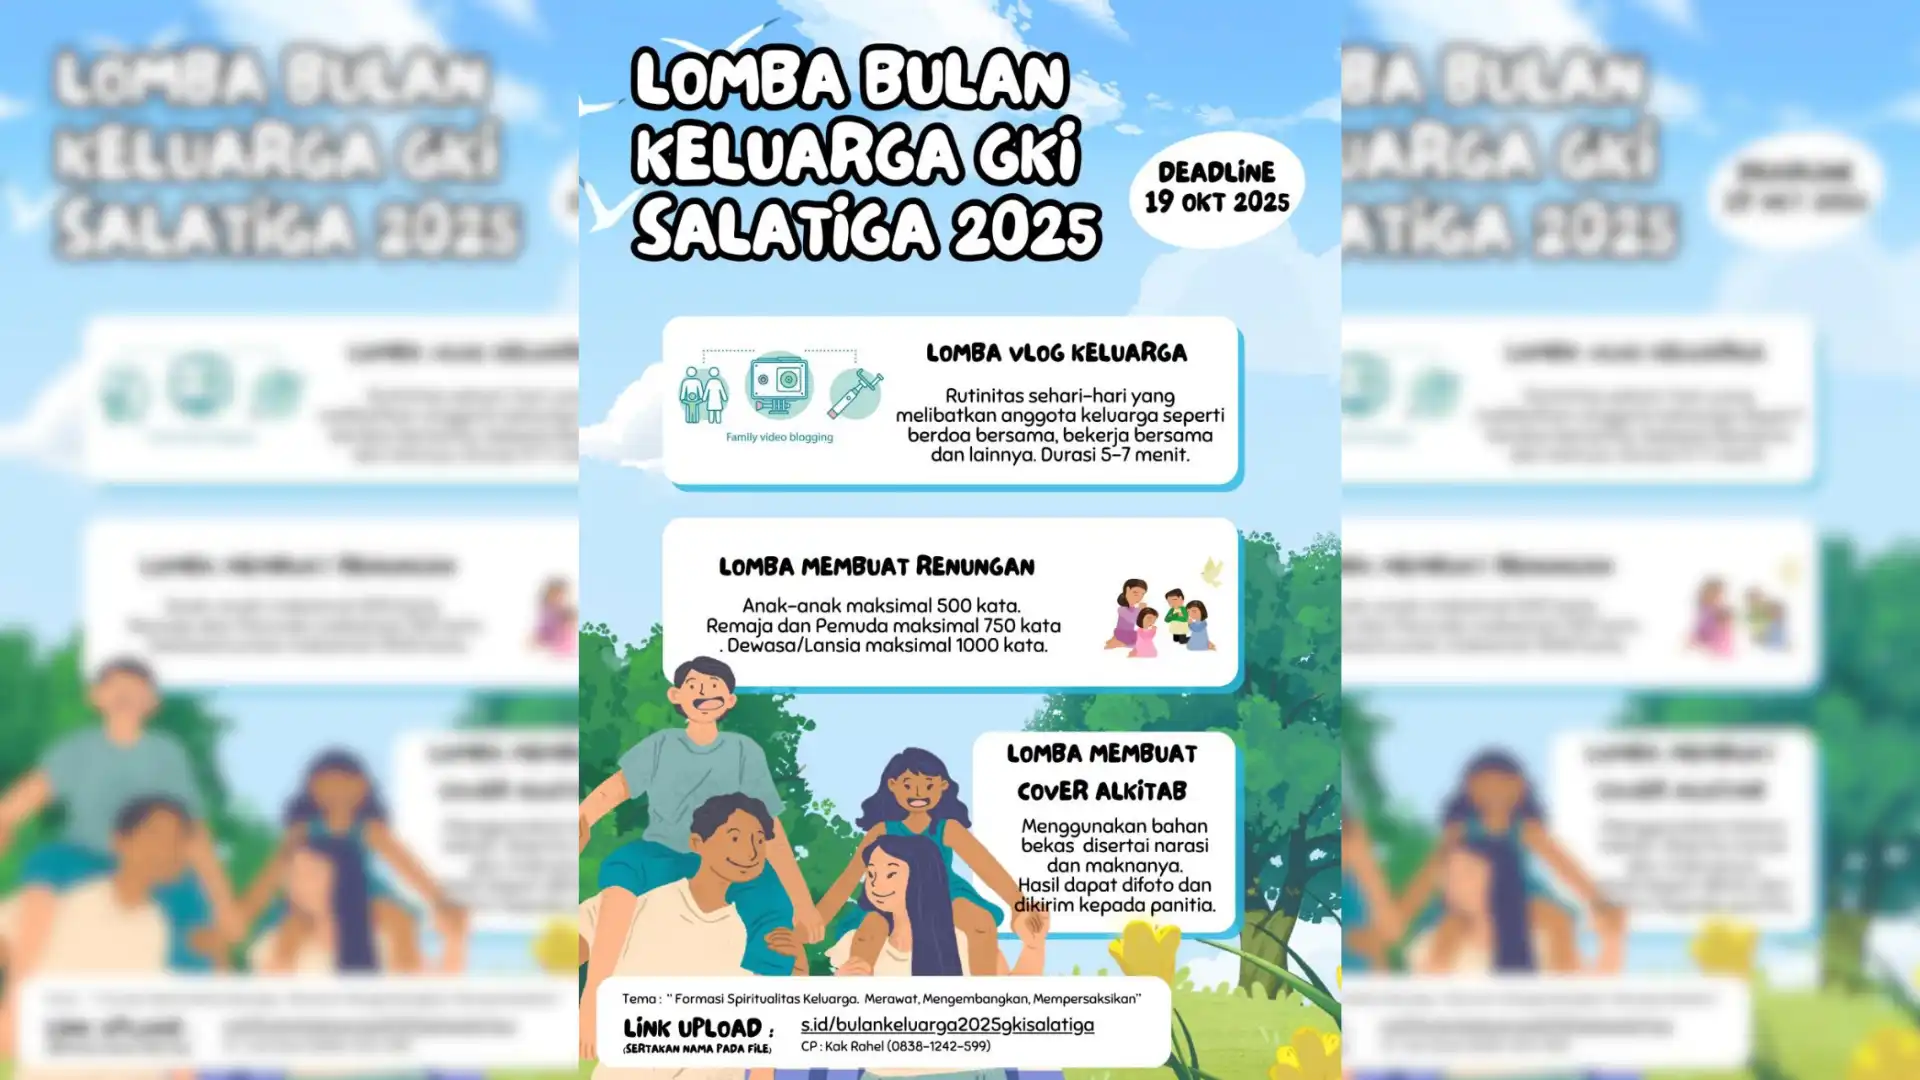 LOMBA BULAN
KELUARGA GKI
SALATIGA 2025
DEADLINE
19 OKT 2025
LOMBA VLOG KELUARGA
Rutinitas sehari-hari yang
melibatkan anggota keluarga seperti
berdoa bersama, bekerja bersama
dan lainnya. Durasi 5-7 menit.
Family video blogging
LOMBA MEMBUAT RENUNGAN
Anak-anak maksimal 500 kata.
Remaja dan Pemuda maksimal 750 kata
. Dewasa/Lansia maksimal 1000 kata.
LOMBA MEMBUAT
COVER ALKITAB
Menggunakan bahan
bekas disertai narasi
dan maknanya.
Hasil dapat difoto dan
dikirim kepada panitia.
Tema : " Formasi Spiritualitas Keluarga. Merawat, Mengembangkan, Mempersaksikan"
LINK UPLOAD :
(SERTAKAN NAMA PADA FILE)
s.id/bulankeluarga2025gkisalatiga
CP : Kak Rahel (0838-1242-599)